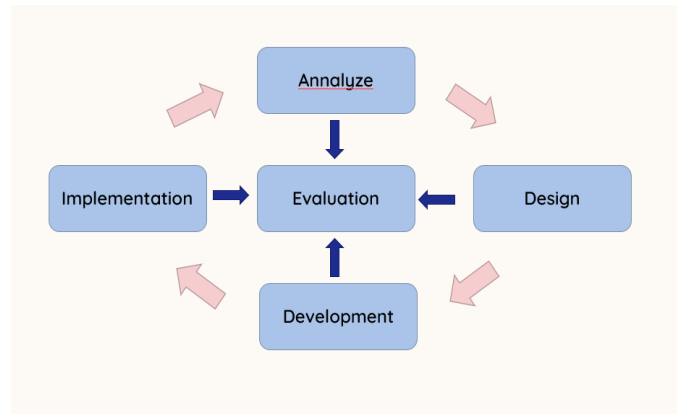 Annalyze
Implementation
Evaluation
Design
Development